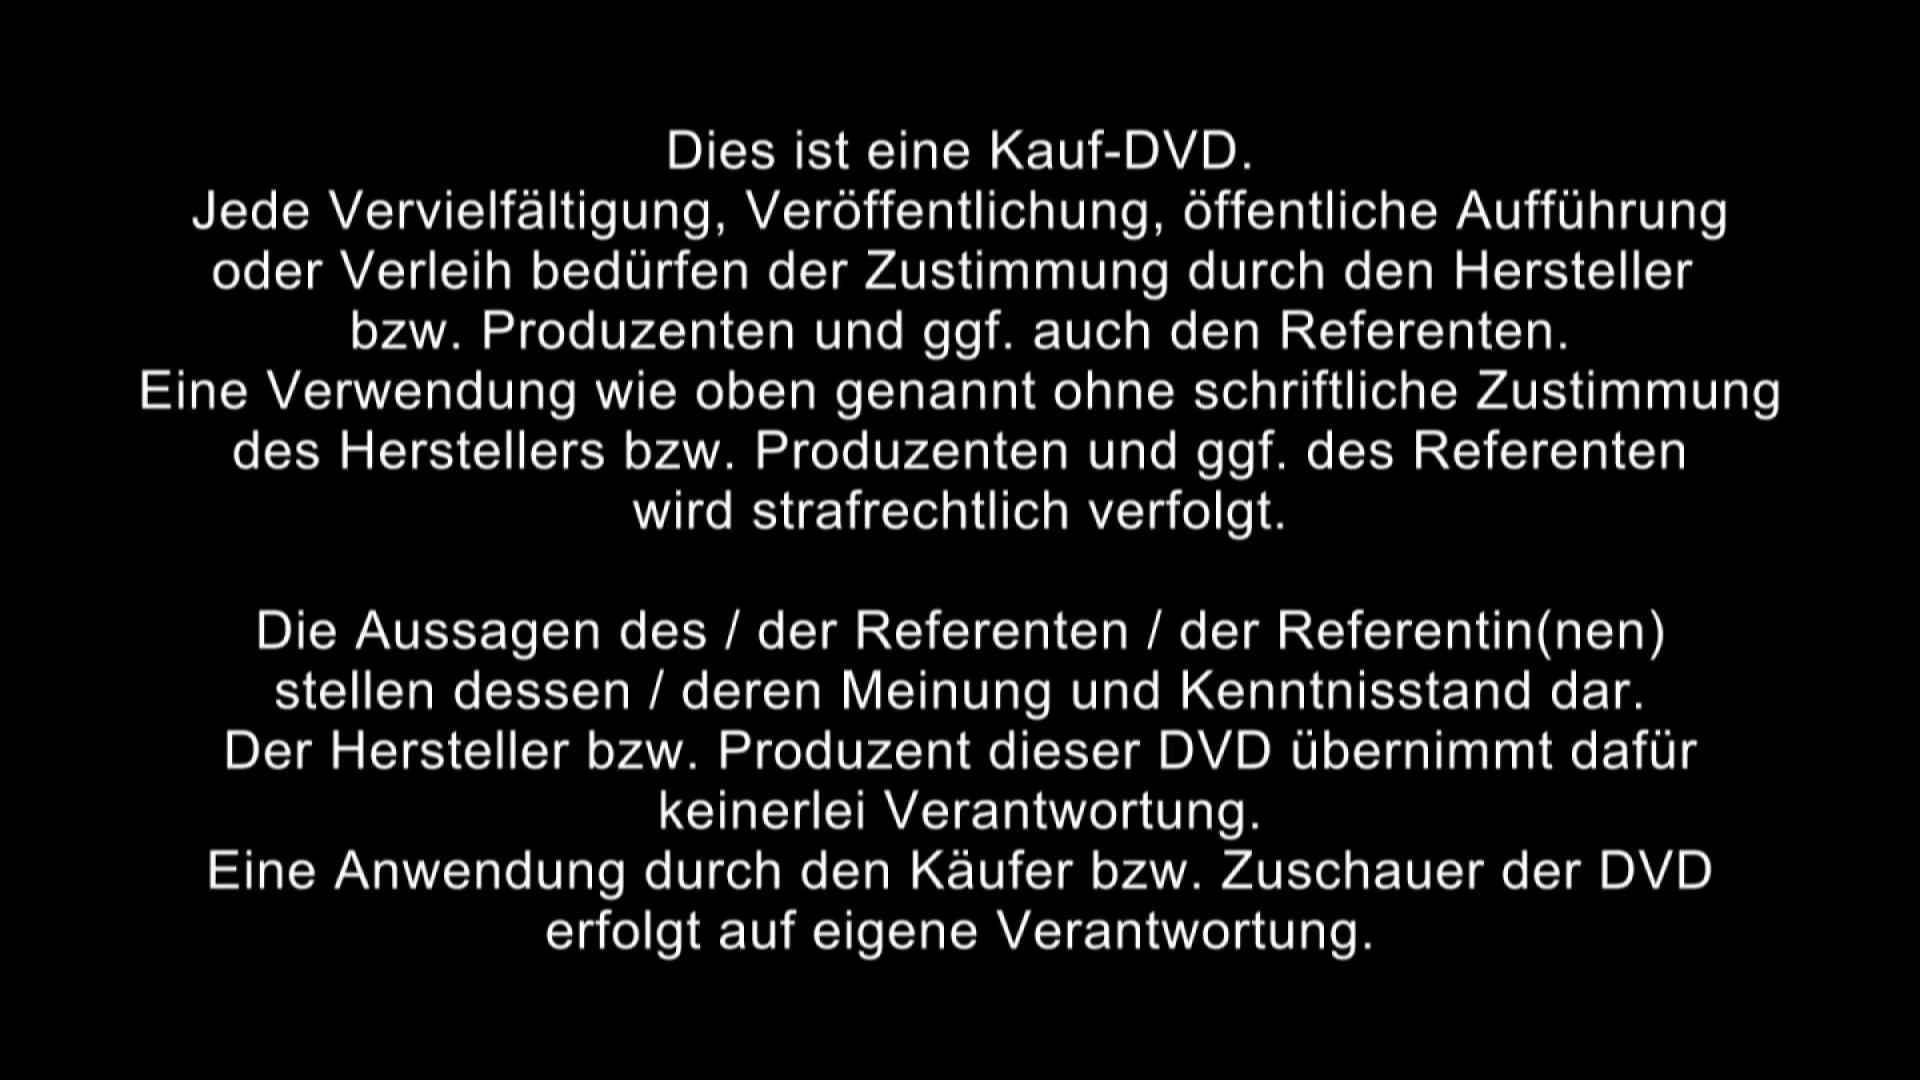 Dies ist eine Kauf-DVD.
Jede Vervielfältigung, Veröffentlichung, öffentliche Aufführung
oder Verleih bedürfen der Zustimmung durch den Hersteller
bzw. Produzenten und ggf. auch den Referenten.
Eine Verwendung wie oben genannt ohne schriftliche Zustimmung
des Herstellers bzw. Produzenten und ggf. des Referenten
wird strafrechtlich verfolgt.
Die Aussagen des / der Referenten / der Referentin(nen)
stellen dessen / deren Meinung und Kenntnisstand dar.
Der Hersteller bzw. Produzent dieser DVD übernimmt dafür
keinerlei Verantwortung.
Eine Anwendung durch den Käufer bzw. Zuschauer der DVD
erfolgt auf eigene Verantwortung.